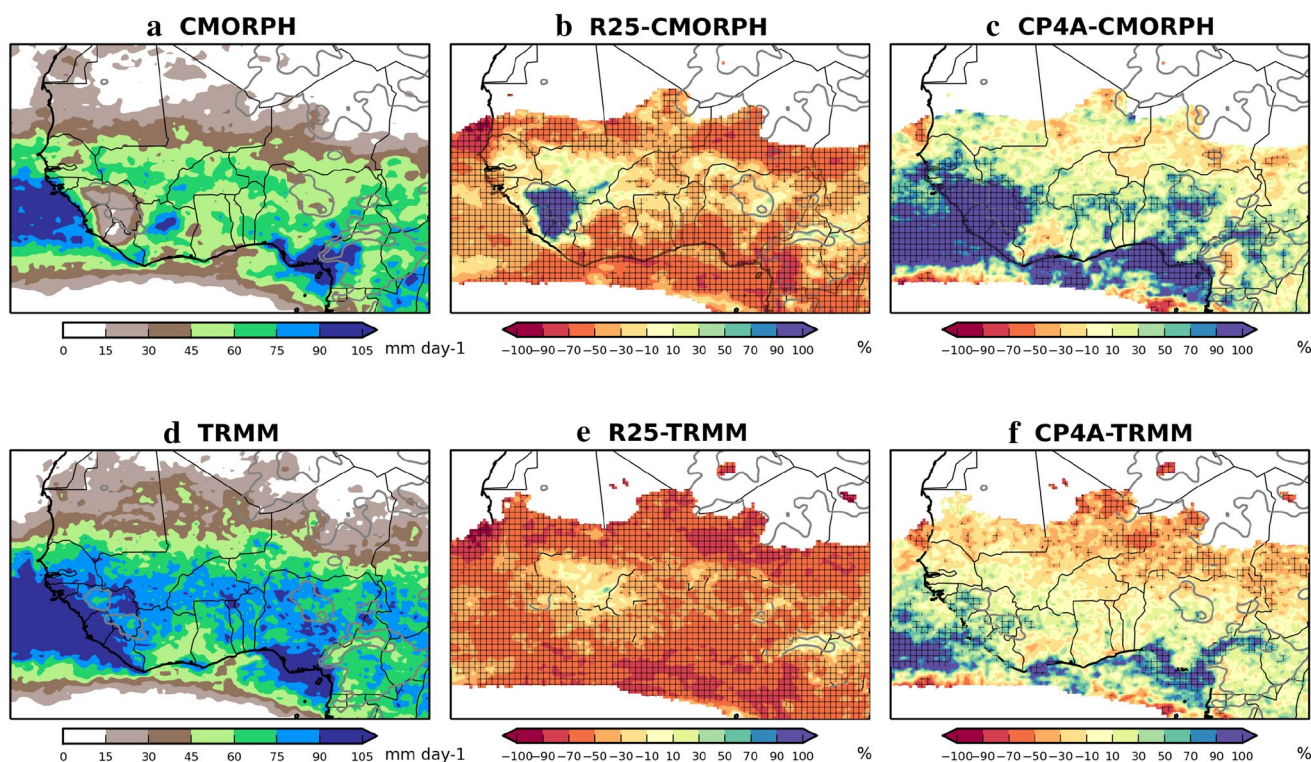 a CMORPH
b R25-CMORPH
c CP4A-CMORPH
0 15 30 45 60 75 90 105 mm day-1
−100−90−70−50−30−10 10 30 50 70 90 100 %
−100−90−70−50−30−10 10 30 50 70 90 100 %
d TRMM
e R25-TRMM
f CP4A-TRMM
0 15 30 45 60 75 90 105 mm day-1
−100−90−70−50−30−10 10 30 50 70 90 100 %
−100−90−70−50−30−10 10 30 50 70 90 100 %